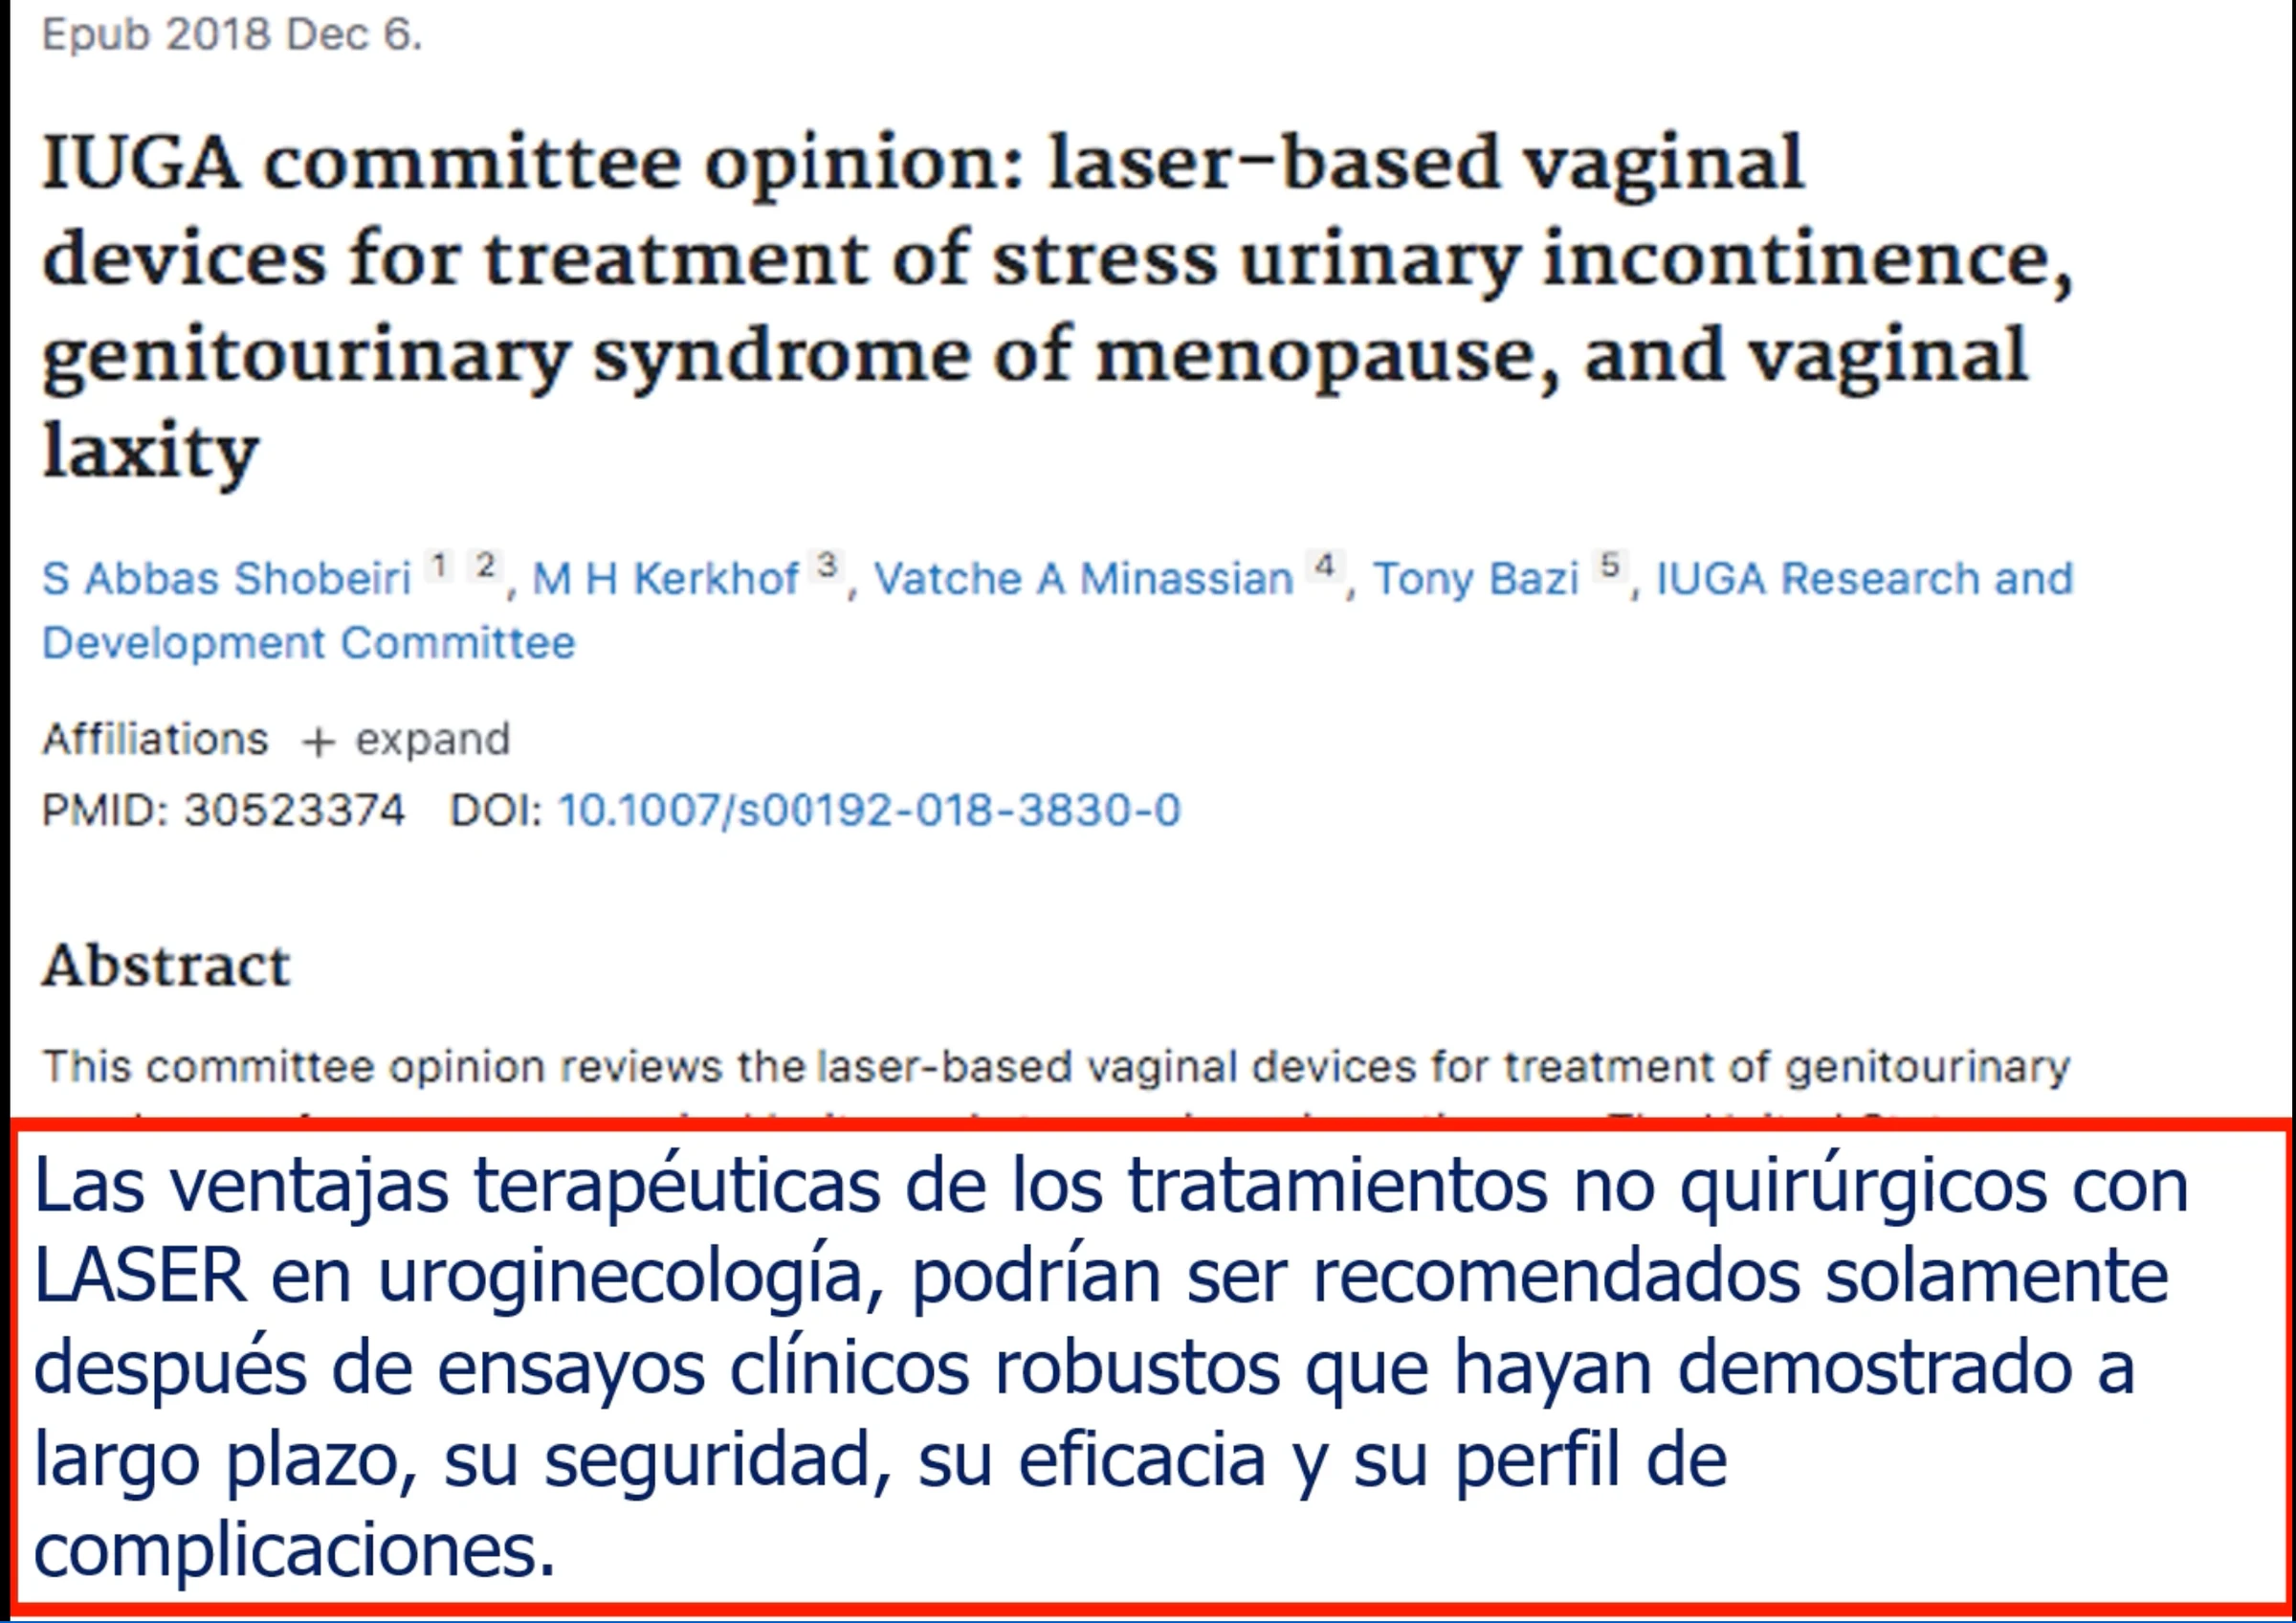 Epub 2018 Dec 6.
IUGA committee opinion: laser-based vaginal
devices for treatment of stress urinary incontinence,
genitourinary syndrome of menopause, and vaginal
laxity
S Abbas Shobeiri 1 2, M H Kerkhof 3, Vatche A Minassian 4, Tony Bazi 5, IUGA Research and
Development Committee
Affiliations + expand
PMID: 30523374 DOI: 10.1007/s00192-018-3830-0
Abstract
This committee opinion reviews the laser-based vaginal devices for treatment of genitourinary
Las ventajas terapéuticas de los tratamientos no quirúrgicos con
LASER en uroginecología, podrían ser recomendados solamente
después de ensayos clínicos robustos que hayan demostrado a
largo plazo, su seguridad, su eficacia y su perfil de
complicaciones.